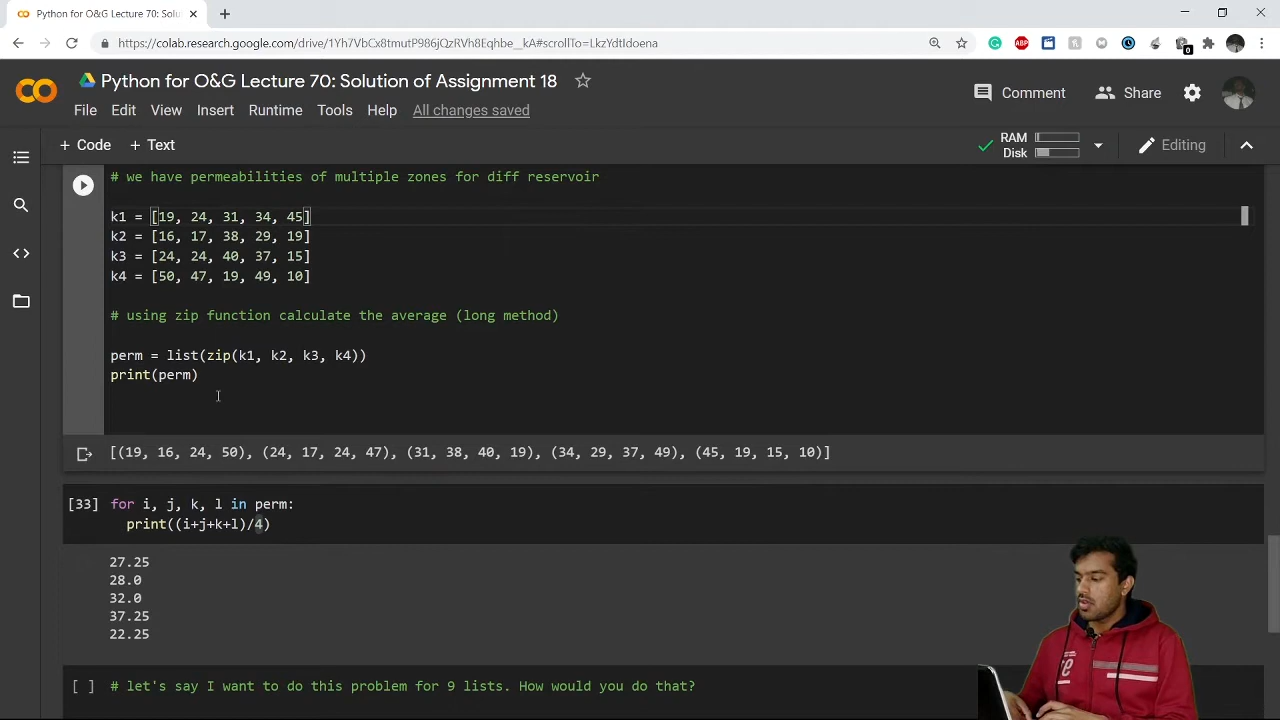 Python for O&G Lecture 70: Solu
https://colab.research.google.com/drive/1Yh7VbCx8tmutP9f6jQzRVh8Eqhbe__kA#scrollTo=LkzYdtIdoena
Python for O&G Lecture 70: Solution of Assignment 18
File Edit View Insert Runtime Tools Help All changes saved
Comment Share
+ Code + Text
RAM
Disk
Editing
# we have permeabilities of multiple zones for diff reservoir
k1 = [19, 24, 31, 34, 45]
k2 = [16, 17, 38, 29, 19]
k3 = [24, 24, 40, 37, 15]
k4 = [50, 47, 19, 49, 10]
# using zip function calculate the average (long method)
perm = list(zip(k1, k2, k3, k4))
print(perm)
[(19, 16, 24, 50), (24, 17, 24, 47), (31, 38, 40, 19), (34, 29, 37, 49), (45, 19, 15, 10)]
[33] for i, j, k, l in perm:
print((i+j+k+l)/4)
27.25
28.0
32.0
37.25
22.25
[ ] # let's say I want to do this problem for 9 lists. How would you do that?